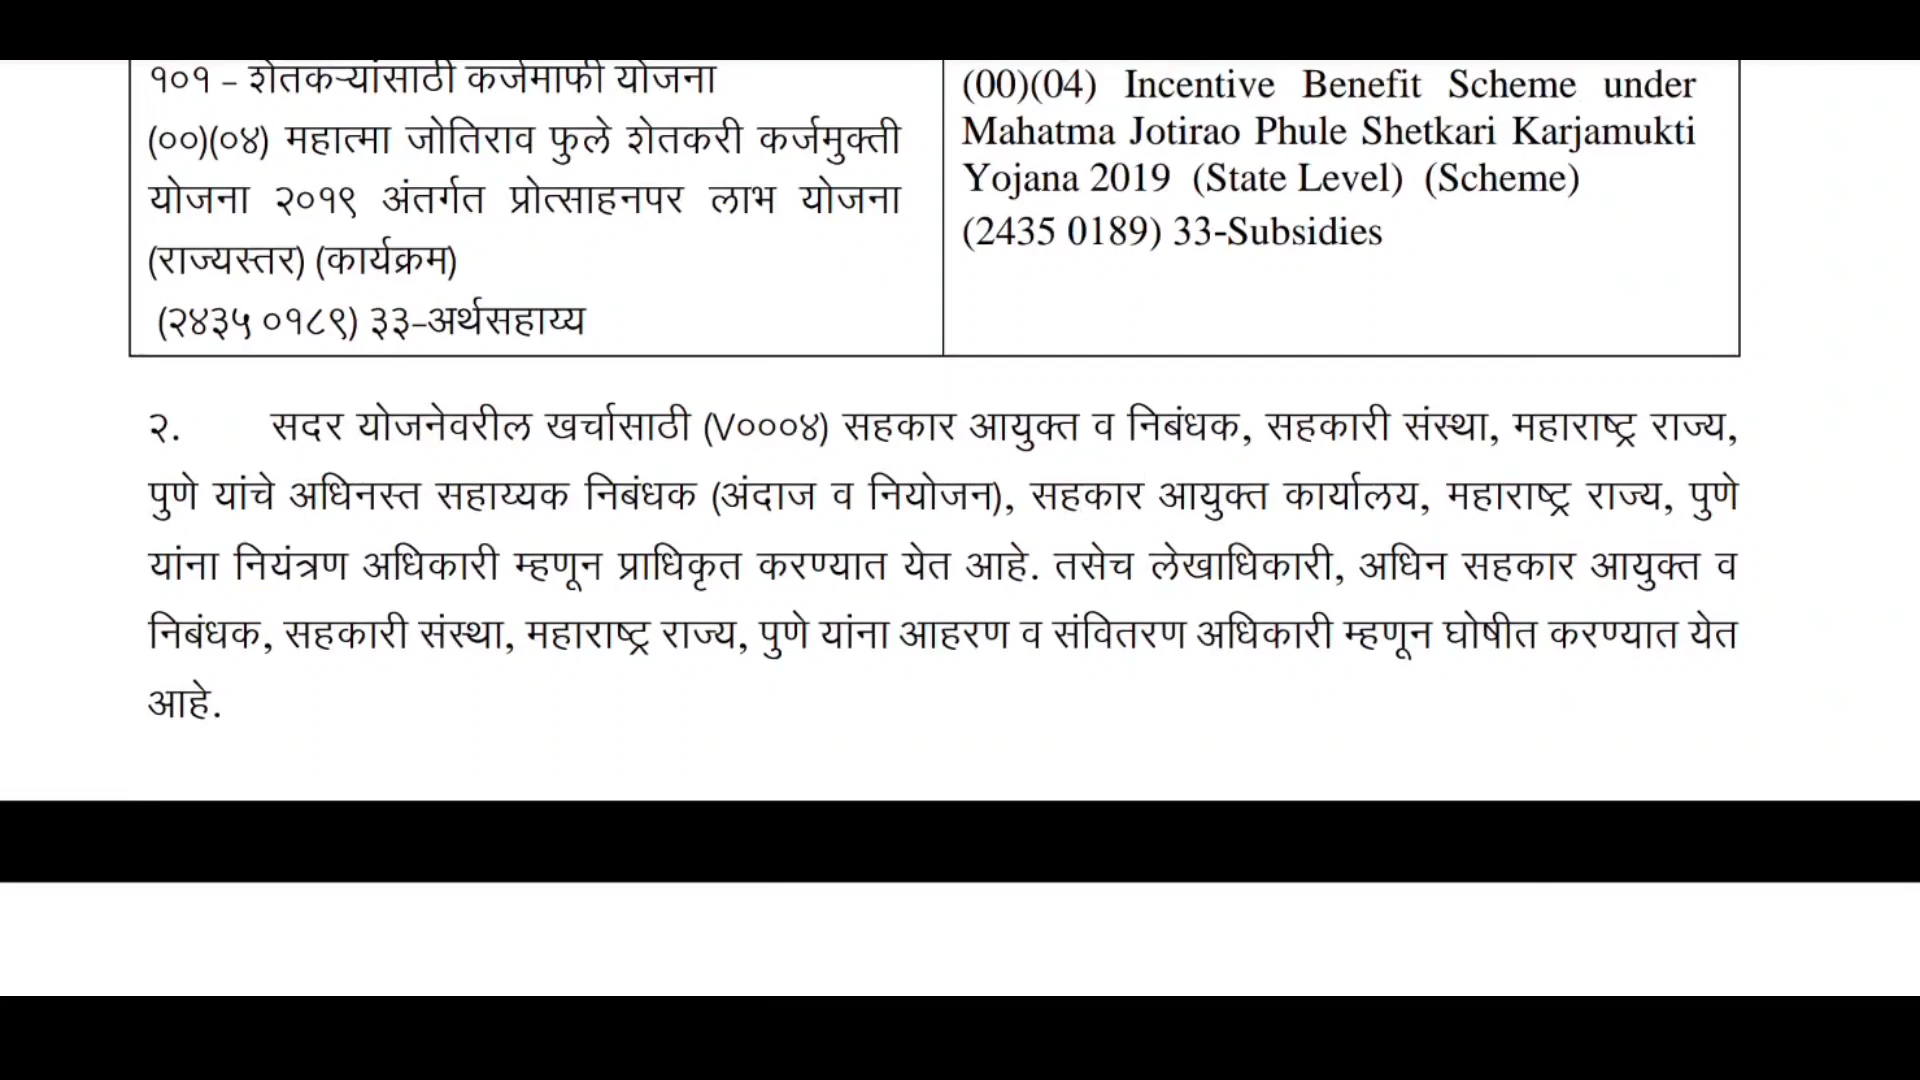 १०१ – शेतकऱ्यांसाठी कर्जमाफी योजना
(००)(०४) महात्मा जोतिराव फुले शेतकरी कर्जमुक्ती
योजना २०१९ अंतर्गत प्रोत्साहनपर लाभ योजना
(राज्यस्तर) (कार्यक्रम)
(२४३५ ०१८९) ३३–अर्थसहाय्य
(00)(04) Incentive Benefit Scheme under
Mahatma Jotirao Phule Shetkari Karjamukti
Yojana 2019 (State Level) (Scheme)
(2435 0189) 33-Subsidies
२. सदर योजनेवरील खर्चासाठी (V०००४) सहकार आयुक्त व निबंधक, सहकारी संस्था, महाराष्ट्र राज्य,
पुणे यांचे अधिनस्त सहाय्यक निबंधक (अंदाज व नियोजन), सहकार आयुक्त कार्यालय, महाराष्ट्र राज्य, पुणे
यांना नियंत्रण अधिकारी म्हणून प्राधिकृत करण्यात येत आहे. तसेच लेखाधिकारी, अधिन सहकार आयुक्त व
निबंधक, सहकारी संस्था, महाराष्ट्र राज्य, पुणे यांना आहरण व संवितरण अधिकारी म्हणून घोषीत करण्यात येत
आहे.